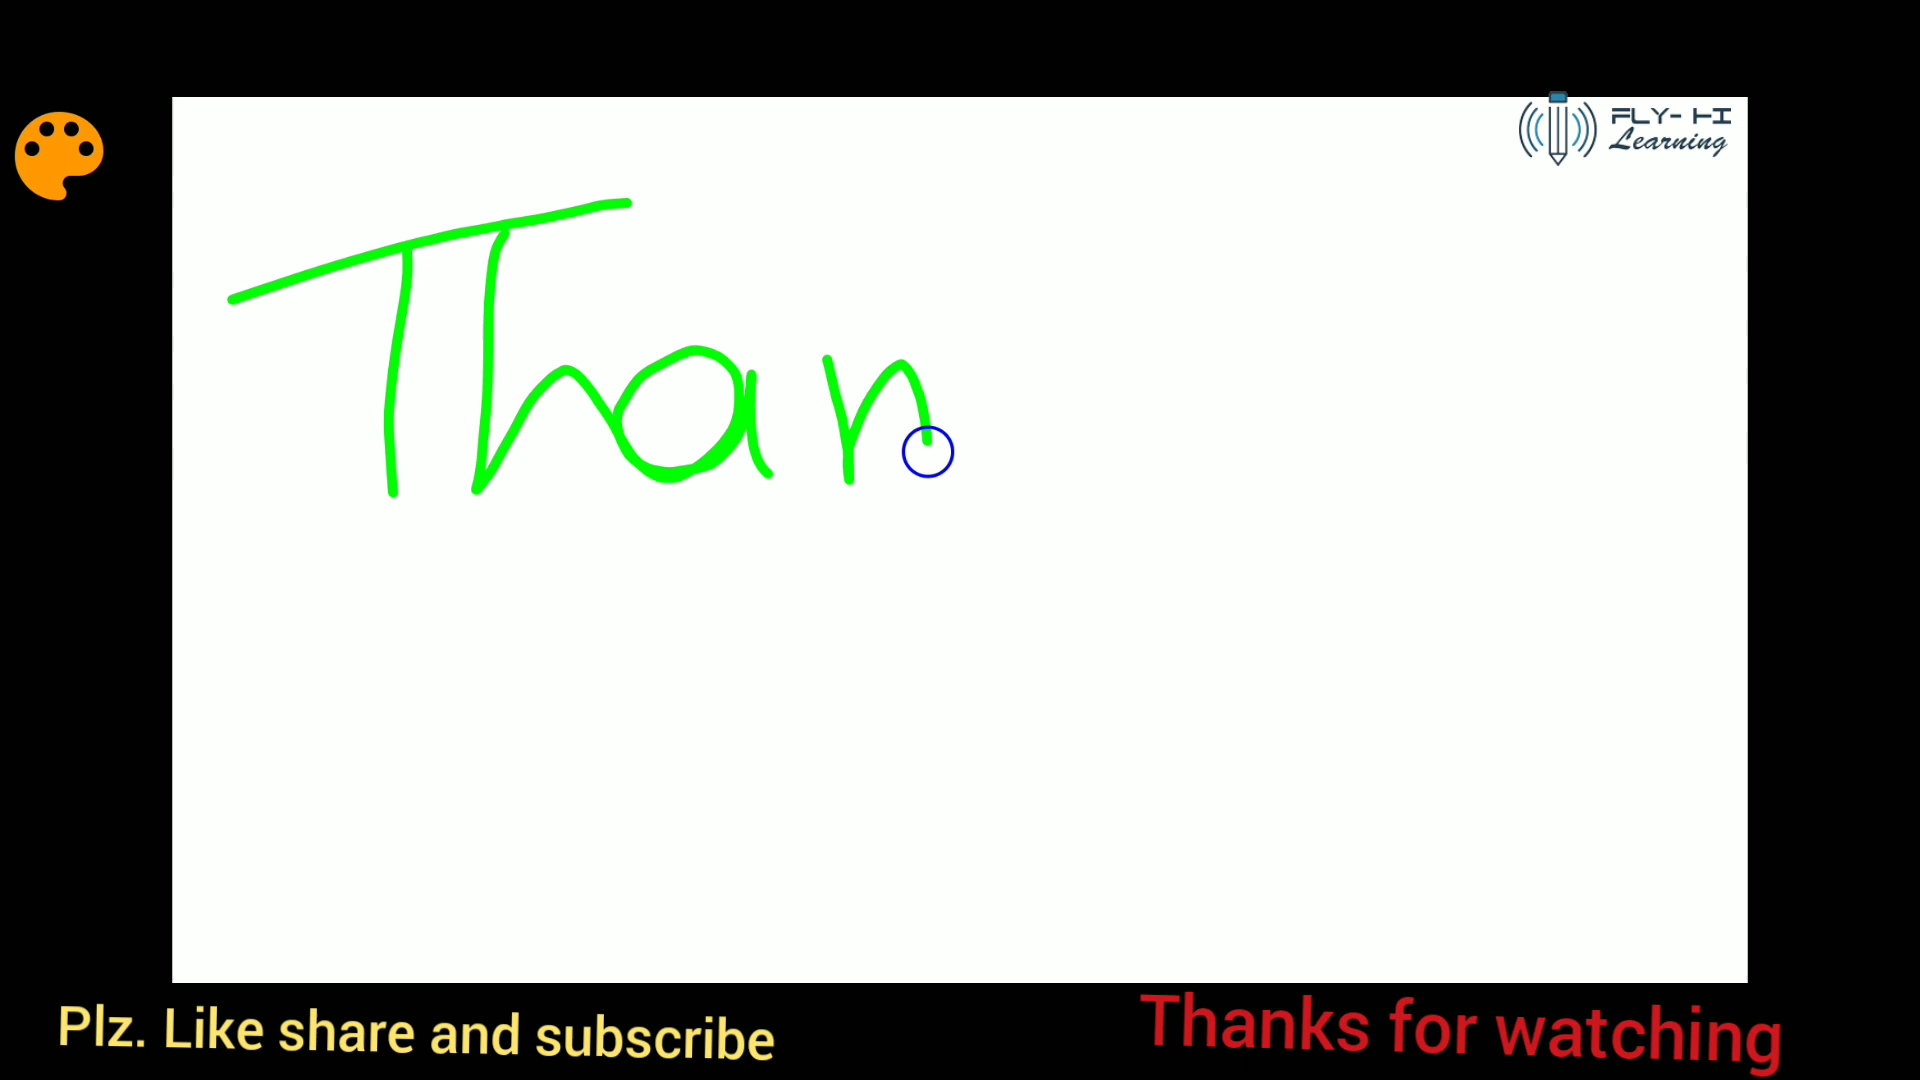 FLY-HI
Learning
Than
Plz. Like share and subscribe
Thanks for watching